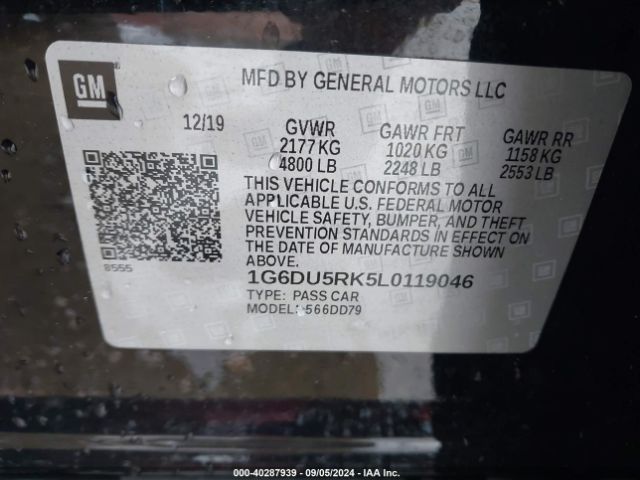 GM
MFD BY GENERAL MOTORS LLC
12/19
GVWR GAWR FRT GAWR RR
2177 KG 1020 KG 1158 KG
4800 LB 2248 LB 2553 LB
THIS VEHICLE CONFORMS TO ALL
APPLICABLE U.S. FEDERAL MOTOR
VEHICLE SAFETY, BUMPER, AND THEFT
PREVENTION STANDARDS IN EFFECT ON
THE DATE OF MANUFACTURE SHOWN
ABOVE.
8555
1G6DU5RK5L0119046
TYPE: PASS CAR
MODEL: 566DD79
000-40287939 - 09/05/2024 - IAA Inc.